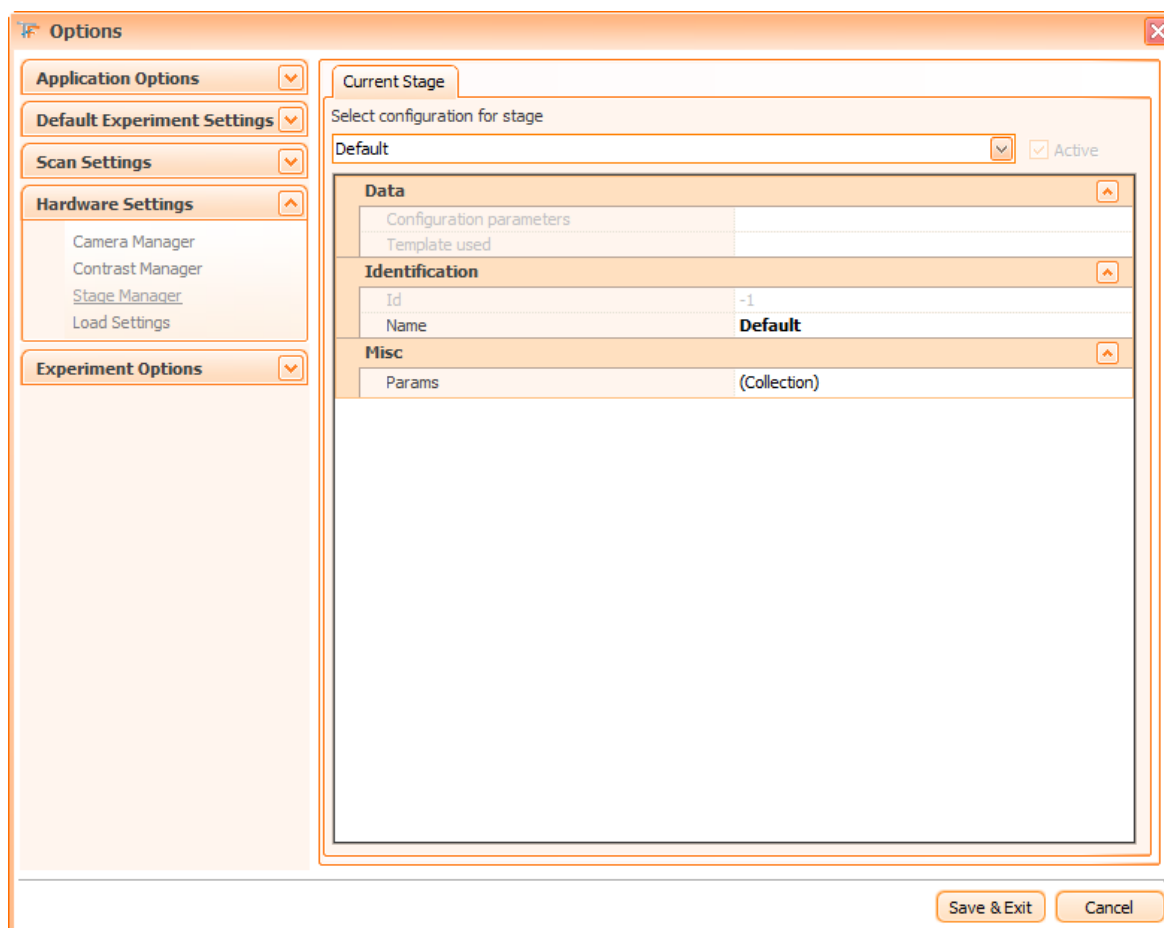 Options
Application Options
Default Experiment Settings
Scan Settings
Hardware Settings
Camera Manager
Contrast Manager
Stage Manager
Load Settings
Experiment Options
Current Stage
Select configuration for stage
Default
Active
Data
Configuration parameters
Template used
Identification
Id -1
Name Default
Misc
Params (Collection)
Save & Exit Cancel